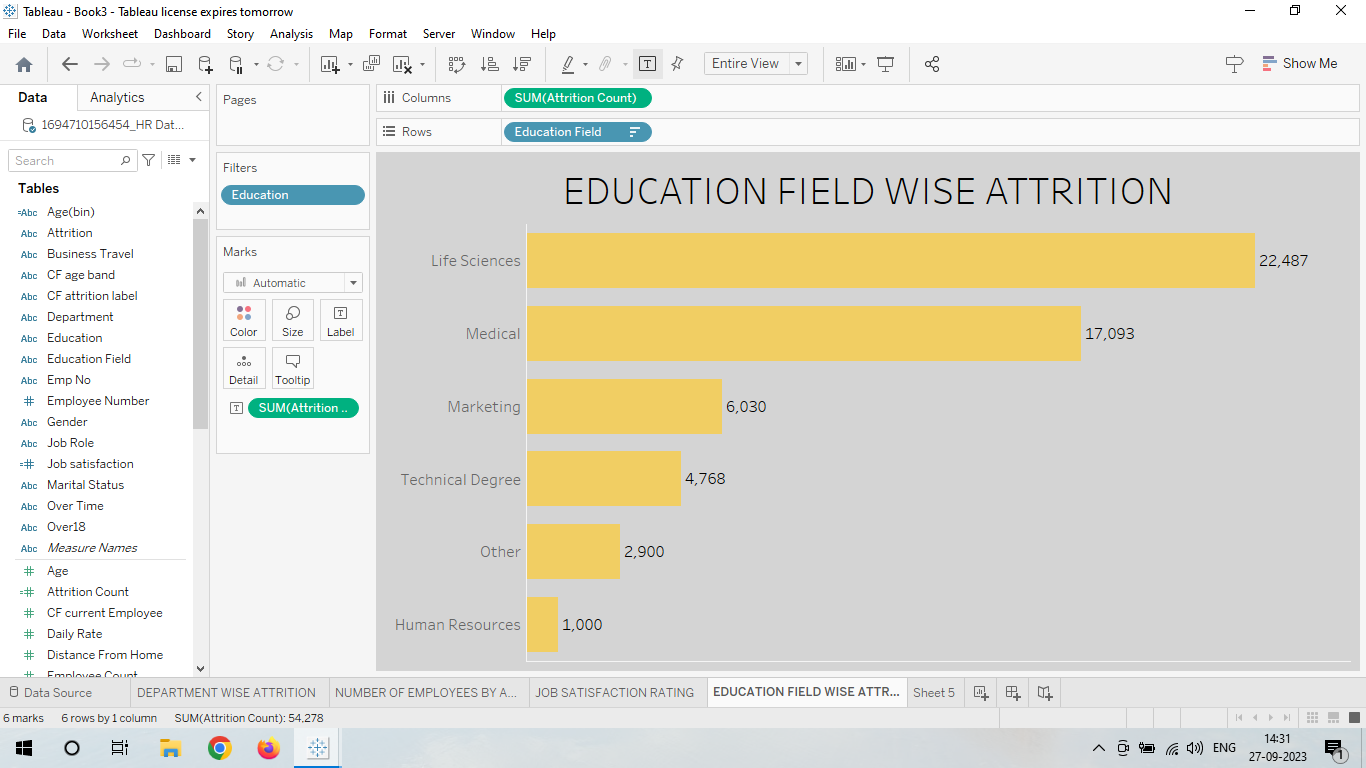 Tableau - Book3 - Tableau license expires tomorrow
File Data Worksheet Dashboard Story Analysis Map Format Server Window Help
Entire View
Show Me
Data Analytics
1694710156454_HR Dat...
Search
Tables
=Abc Age(bin)
Abc Attrition
Abc Business Travel
Abc CF age band
Abc CF attrition label
Abc Department
Abc Education
Abc Education Field
Abc Emp No
# Employee Number
Abc Gender
Abc Job Role
=# Job satisfaction
Abc Marital Status
Abc Over Time
Abc Over18
Abc Measure Names
# Age
=# Attrition Count
# CF current Employee
# Daily Rate
# Distance From Home
# Employee Count
Pages
Filters
Education
Marks
Automatic
Color Size Label
Detail Tooltip
SUM(Attrition ..
Columns SUM(Attrition Count)
Rows Education Field
EDUCATION FIELD WISE ATTRITION
Life Sciences 22,487
Medical 17,093
Marketing 6,030
Technical Degree 4,768
Other 2,900
Human Resources 1,000
Data Source DEPARTMENT WISE ATTRITION NUMBER OF EMPLOYEES BY A... JOB SATISFACTION RATING EDUCATION FIELD WISE ATTR... Sheet 5
6 marks 6 rows by 1 column SUM(Attrition Count): 54,278
ENG
14:31
27-09-2023
1